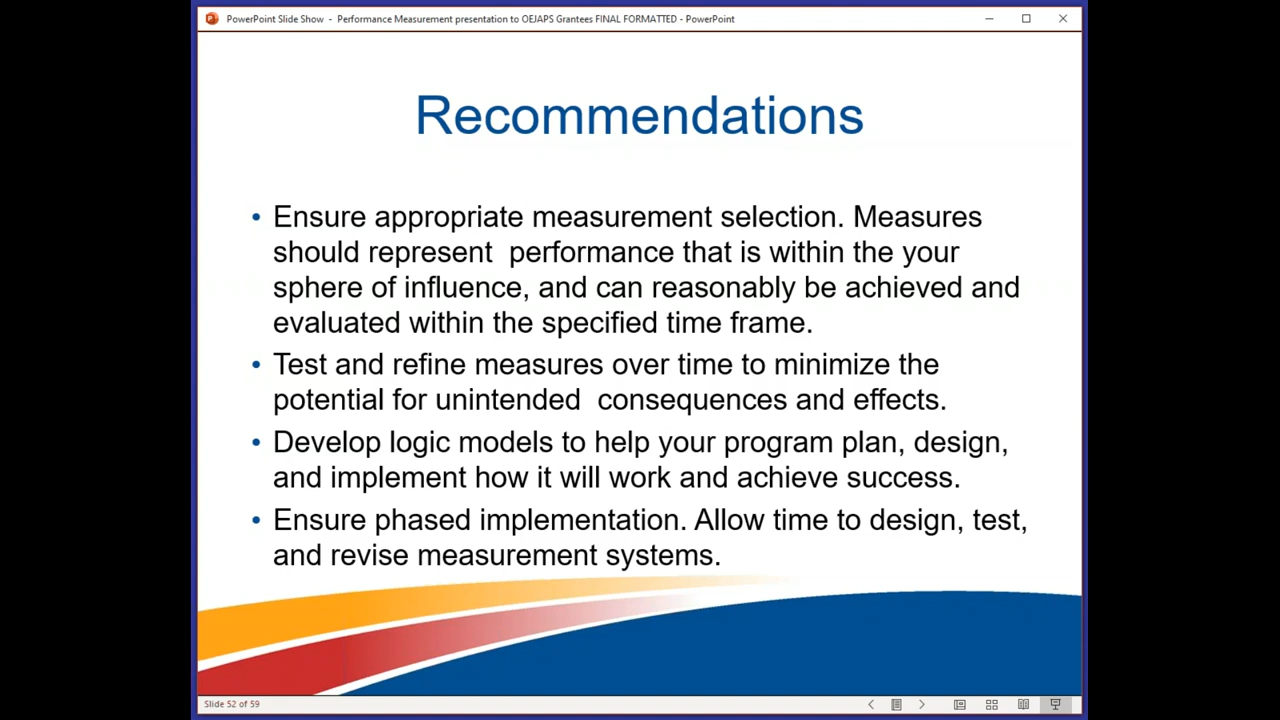 PowerPoint Slide Show - Performance Measurement presentation to OEJAPS Grantees FINAL FORMATTED - PowerPoint
Recommendations
• Ensure appropriate measurement selection. Measures
should represent  performance that is within the your
sphere of influence, and can reasonably be achieved and
evaluated within the specified time frame.
• Test and refine measures over time to minimize the
potential for unintended  consequences and effects.
• Develop logic models to help your program plan, design,
and implement how it will work and achieve success.
• Ensure phased implementation. Allow time to design, test,
and revise measurement systems.
Slide 52 of 59